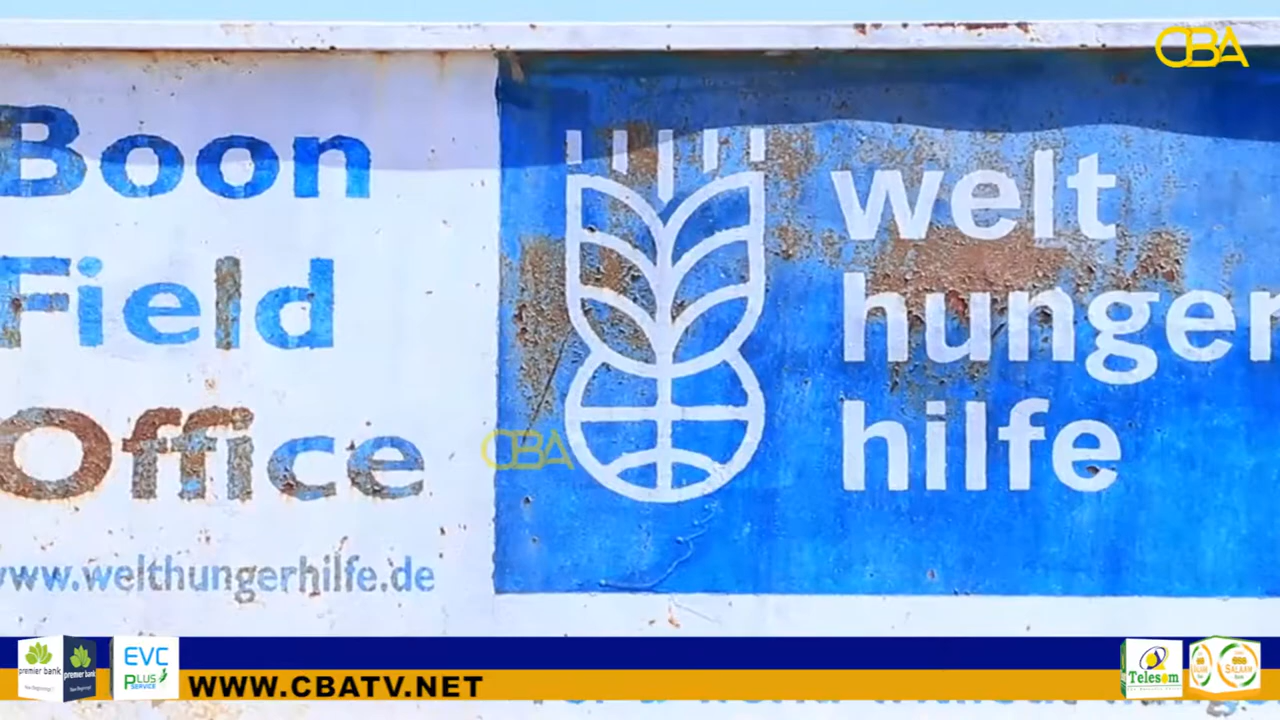 CBA
Boon
Field
Office
www.welthungerhilfe.de
welt
hunger
hilfe
CBA
premier bank
premier bank
EVC
PLUS
SERVICE
WWW.CBATV.NET
Telesom
SALAAM